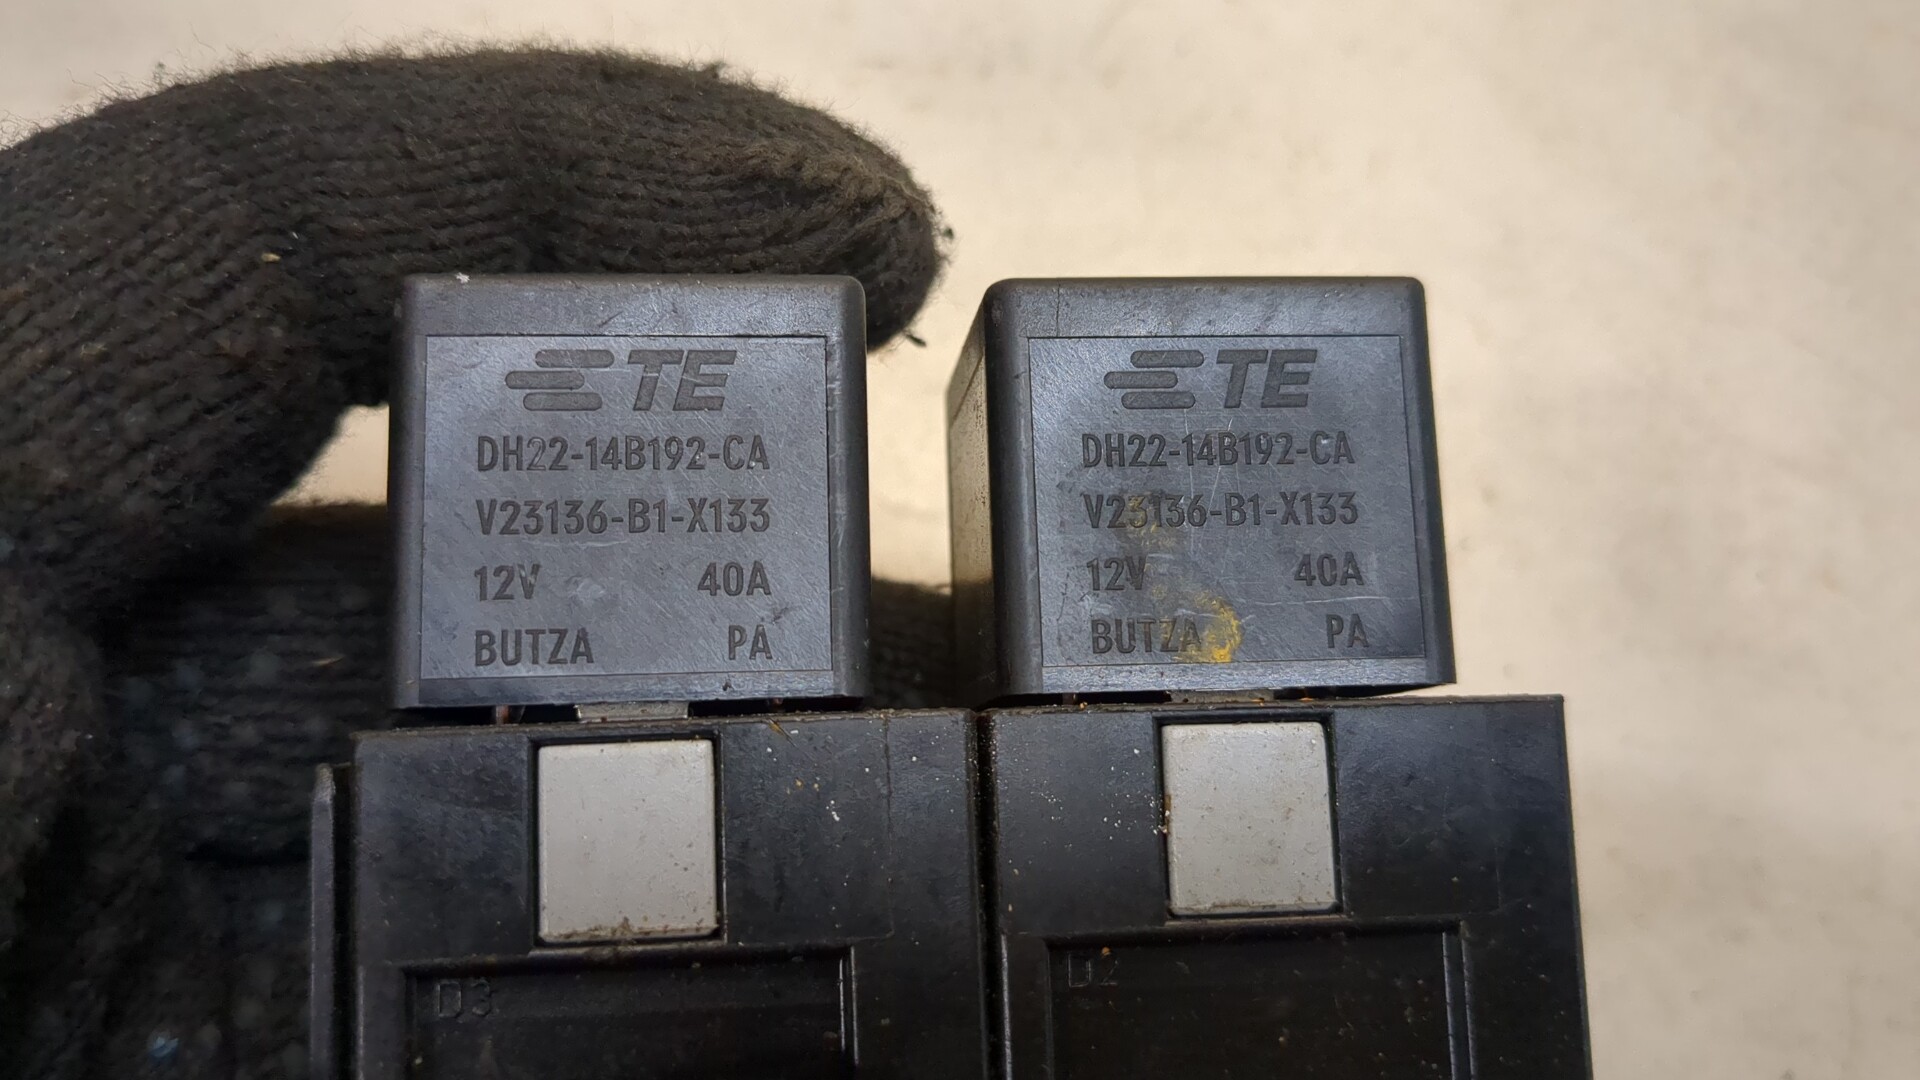 TE
DH22-14B192-CA
V23136-B1-X133
12V 40A
BUTZA PA
TE
DH22-14B192-CA
V23136-B1-X133
12V 40A
BUTZA PA
D3
D2